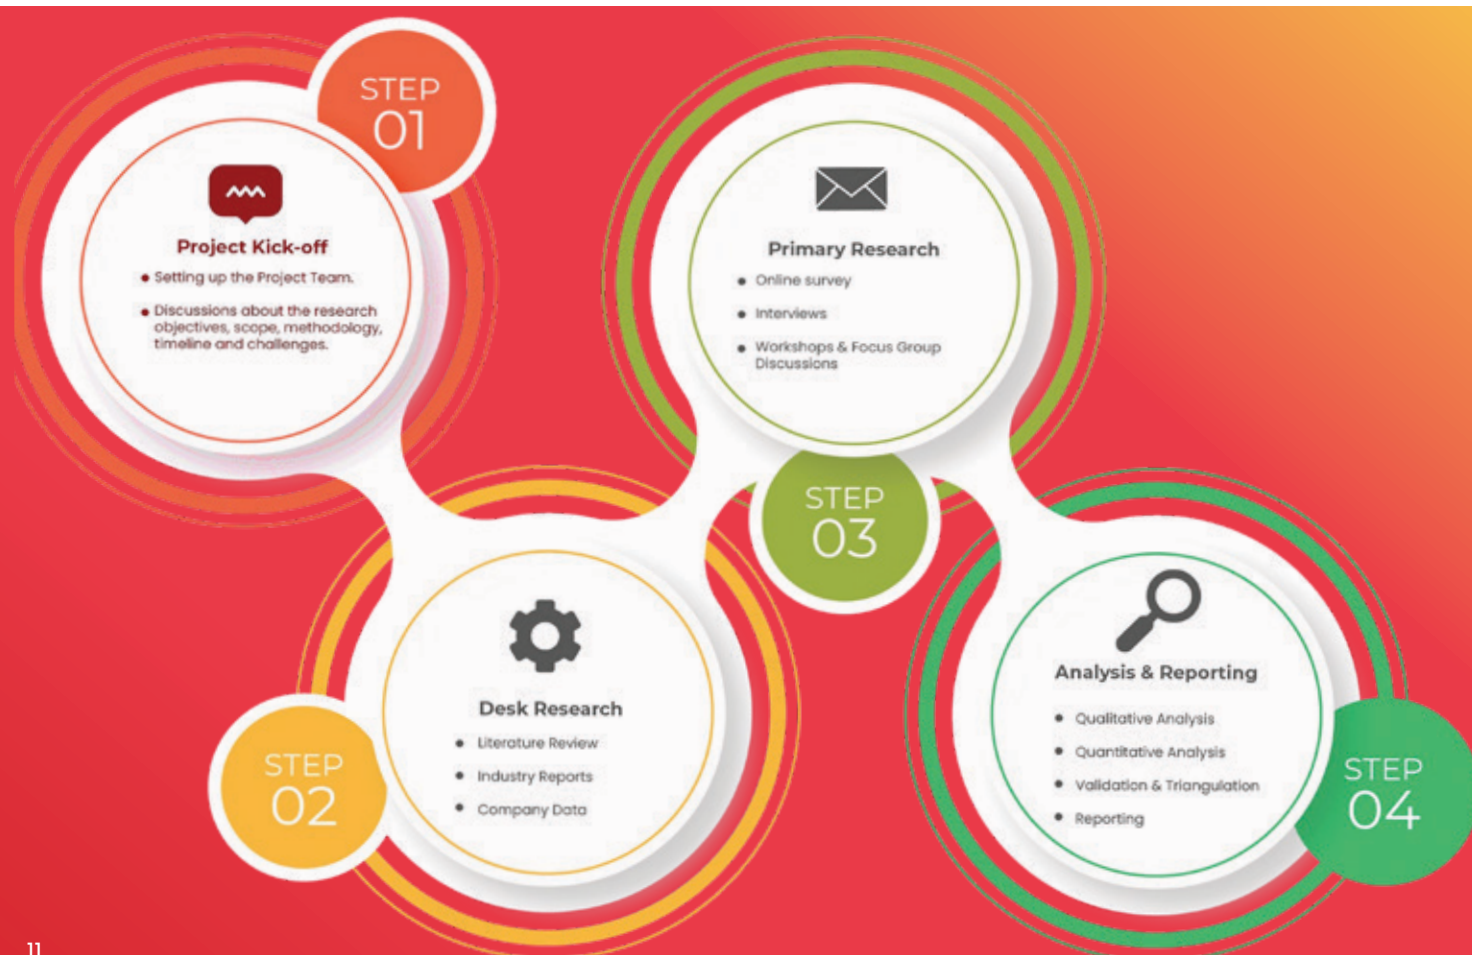 STEP
01
Project Kick-off
Setting up the Project Team.
Discussions about the research
objectives, scope, methodology,
timeline and challenges.
STEP
02
Desk Research
Literature Review
Industry Reports
Company Data
Primary Research
Online survey
Interviews
Workshops & Focus Group
Discussions
STEP
03
Analysis & Reporting
Qualitative Analysis
Quantitative Analysis
Validation & Triangulation
Reporting
STEP
04
11